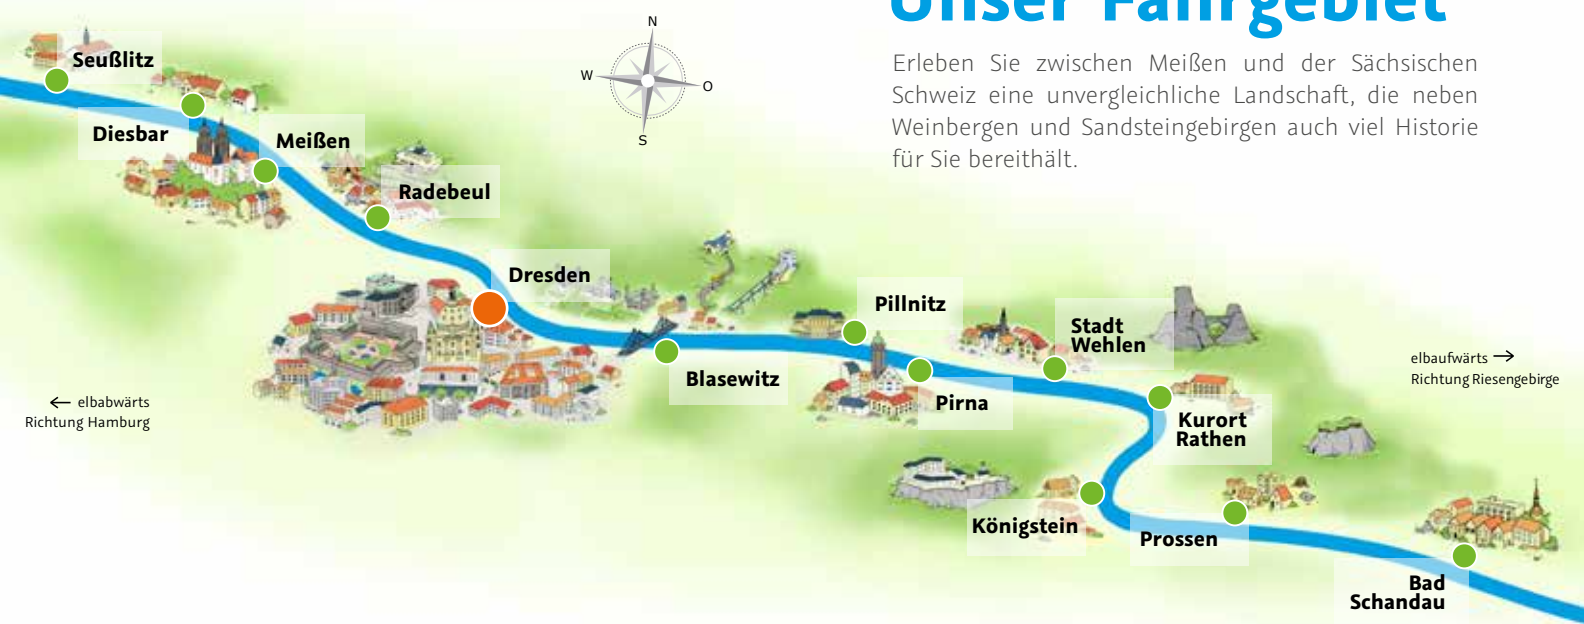 Unser Fahrgebiet
Erleben Sie zwischen Meißen und der Sächsischen
Schweiz eine unvergleichliche Landschaft, die neben
Weinbergen und Sandsteingebirgen auch viel Historie
für Sie bereithält.
N
W
O
S
Seußlitz
Diesbar
Meißen
Radebeul
Dresden
Blasewitz
Pillnitz
Pirna
Stadt
Wehlen
Kurort
Rathen
Königstein
Prossen
Bad
Schandau
← elbabwärts
Richtung Hamburg
elbaufwärts →
Richtung Riesengebirge